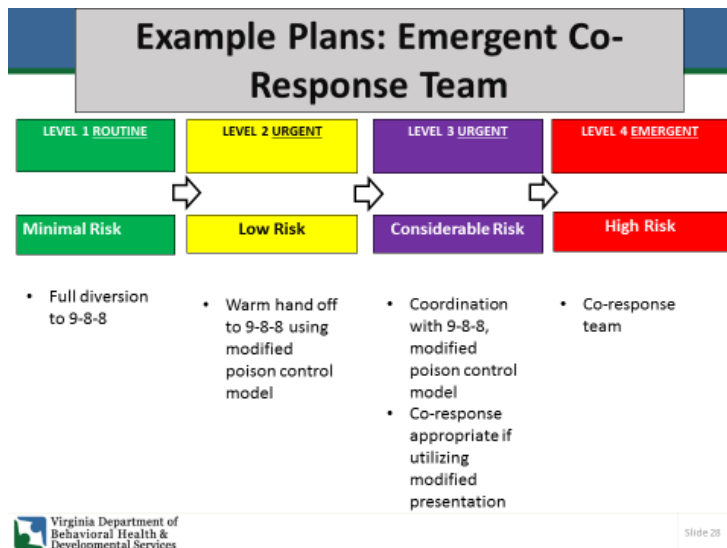 Example Plans: Emergent Co-
Response Team
LEVEL 1 ROUTINE
LEVEL 2 URGENT
LEVEL 3 URGENT
LEVEL 4 EMERGENT
Minimal Risk
Low Risk
Considerable Risk
High Risk
• Full diversion
to 9-8-8
• Warm hand off
to 9-8-8 using
modified
poison control
model
• Coordination
with 9-8-8,
modified
poison control
model
• Co-response
appropriate if
utilizing
modified
presentation
• Co-response
team
Virginia Department of
Behavioral Health &
Developmental Services
Slide 28